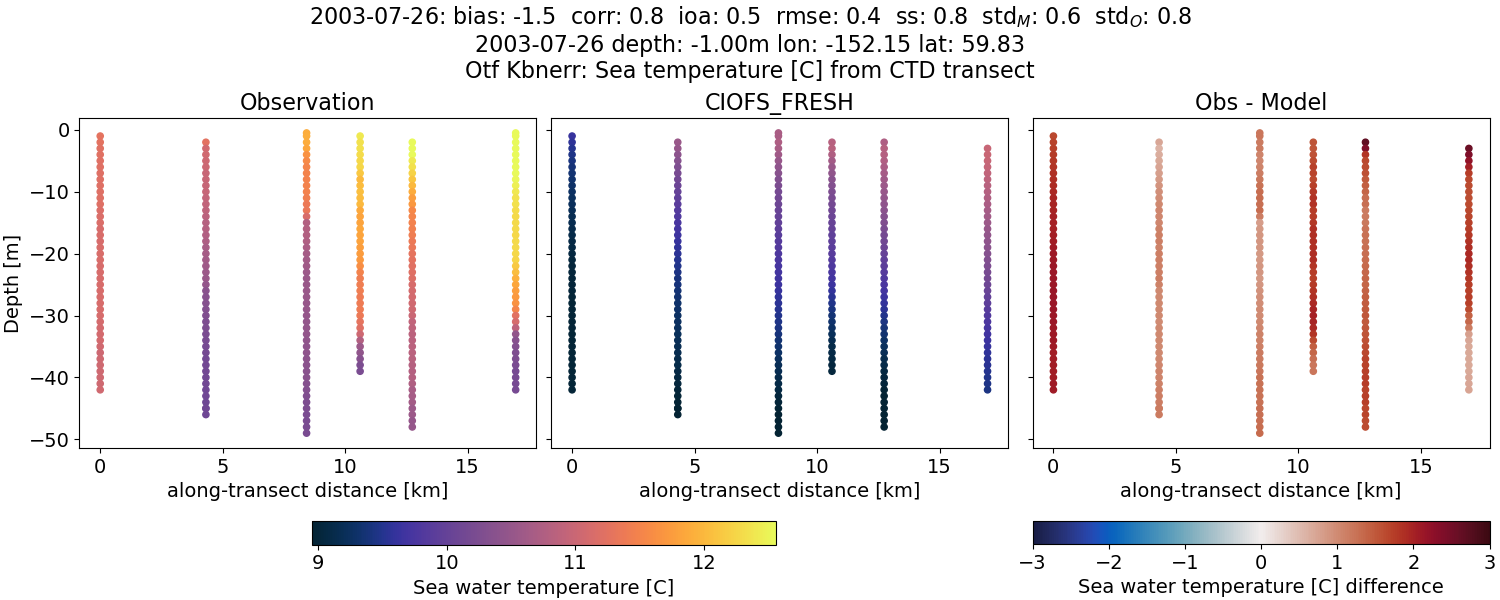 2003-07-26: bias: -1.5 corr: 0.8 ioa: 0.5 rmse: 0.4 ss: 0.8 std_M: 0.6 std_O: 0.8
2003-07-26 depth: -1.00m lon: -152.15 lat: 59.83
Otf Kbnerr: Sea temperature [C] from CTD transect
Observation
CIOFS_FRESH
Obs - Model
Depth [m]
0
−10
−20
−30
−40
−50
0 5 10 15
0 5 10 15
0 5 10 15
along-transect distance [km]
along-transect distance [km]
along-transect distance [km]
9 10 11 12
Sea water temperature [C]
−3 −2 −1 0 1 2 3
Sea water temperature [C] difference